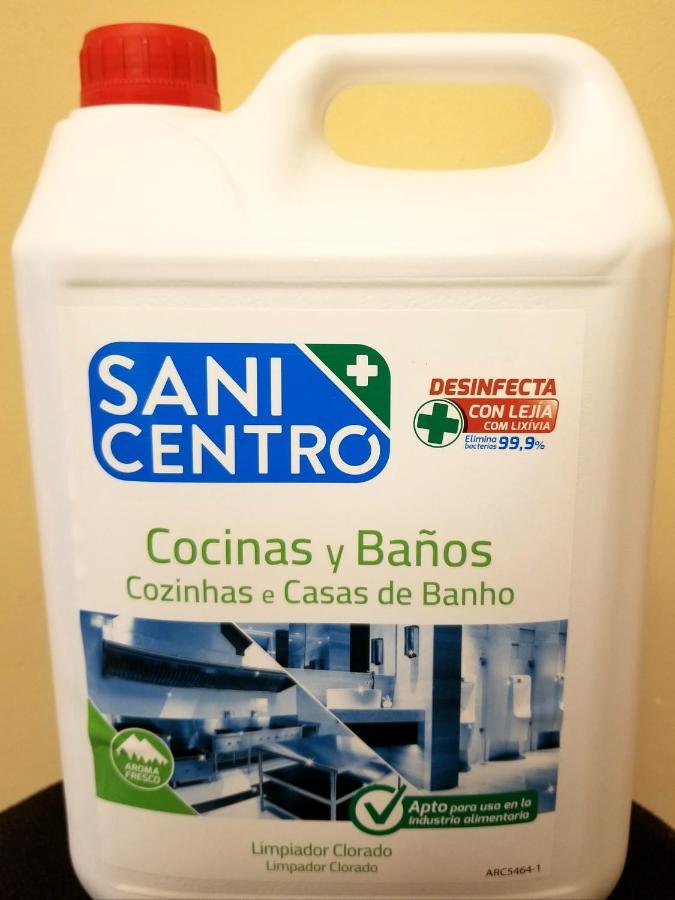 SANI
CENTRO
DESINFECTA
CON LEJÍA
COM LIXÍVIA
Elimina
bacterias 99,9%
Cocinas y Baños
Cozinhas e Casas de Banho
AROMA
FRESCO
Apto para uso en la
industria alimentaria
Limpiador Clorado
Limpador Clorado
ARC5464-1